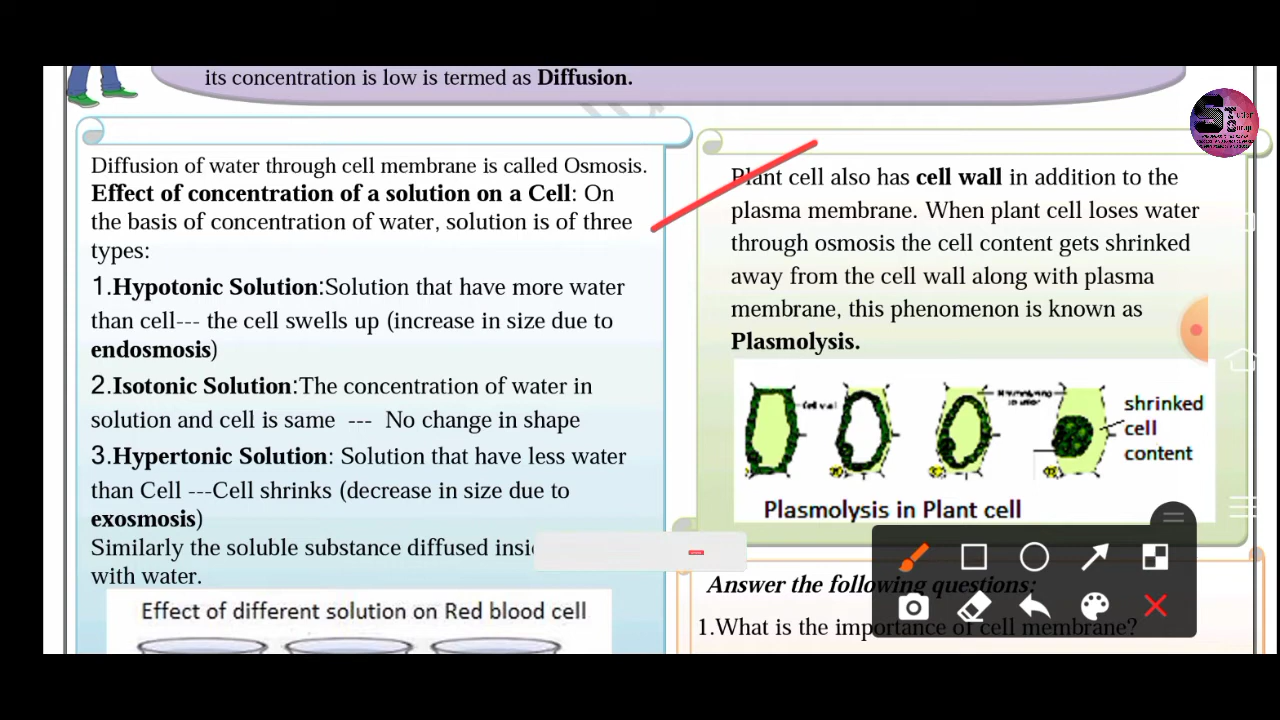 its concentration is low is termed as Diffusion.
Diffusion of water through cell membrane is called Osmosis.
Effect of concentration of a solution on a Cell: On
the basis of concentration of water, solution is of three
types:
1.Hypotonic Solution:Solution that have more water
than cell--- the cell swells up (increase in size due to
endosmosis)
2.Isotonic Solution:The concentration of water in
solution and cell is same --- No change in shape
3.Hypertonic Solution: Solution that have less water
than Cell ---Cell shrinks (decrease in size due to
exosmosis)
Similarly the soluble substance diffused
with water.
Effect of different solution on Red blood cell
Plant cell also has cell wall in addition to the
plasma membrane. When plant cell loses water
through osmosis the cell content gets shrinked
away from the cell wall along with plasma
membrane, this phenomenon is known as
Plasmolysis.
Cell wall
shrinked
cell
content
Plasmolysis in Plant cell
Answer the following questions:
1.What is the importance of cell membrane?